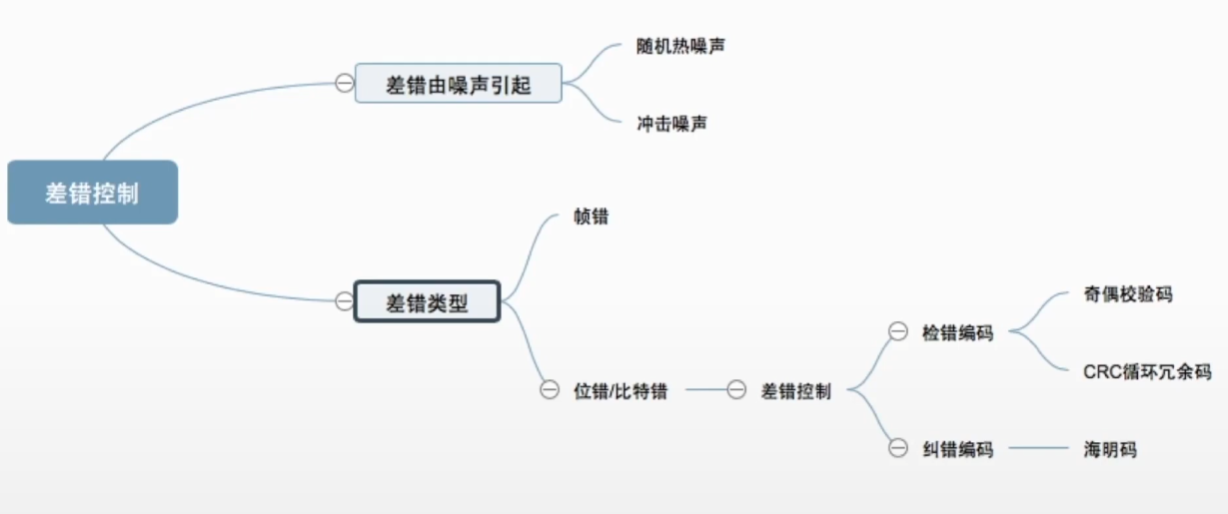 差错控制
差错由噪声引起
随机热噪声
冲击噪声
差错类型
帧错
位错/比特错
差错控制
检错编码
奇偶校验码
CRC循环冗余码
纠错编码
海明码